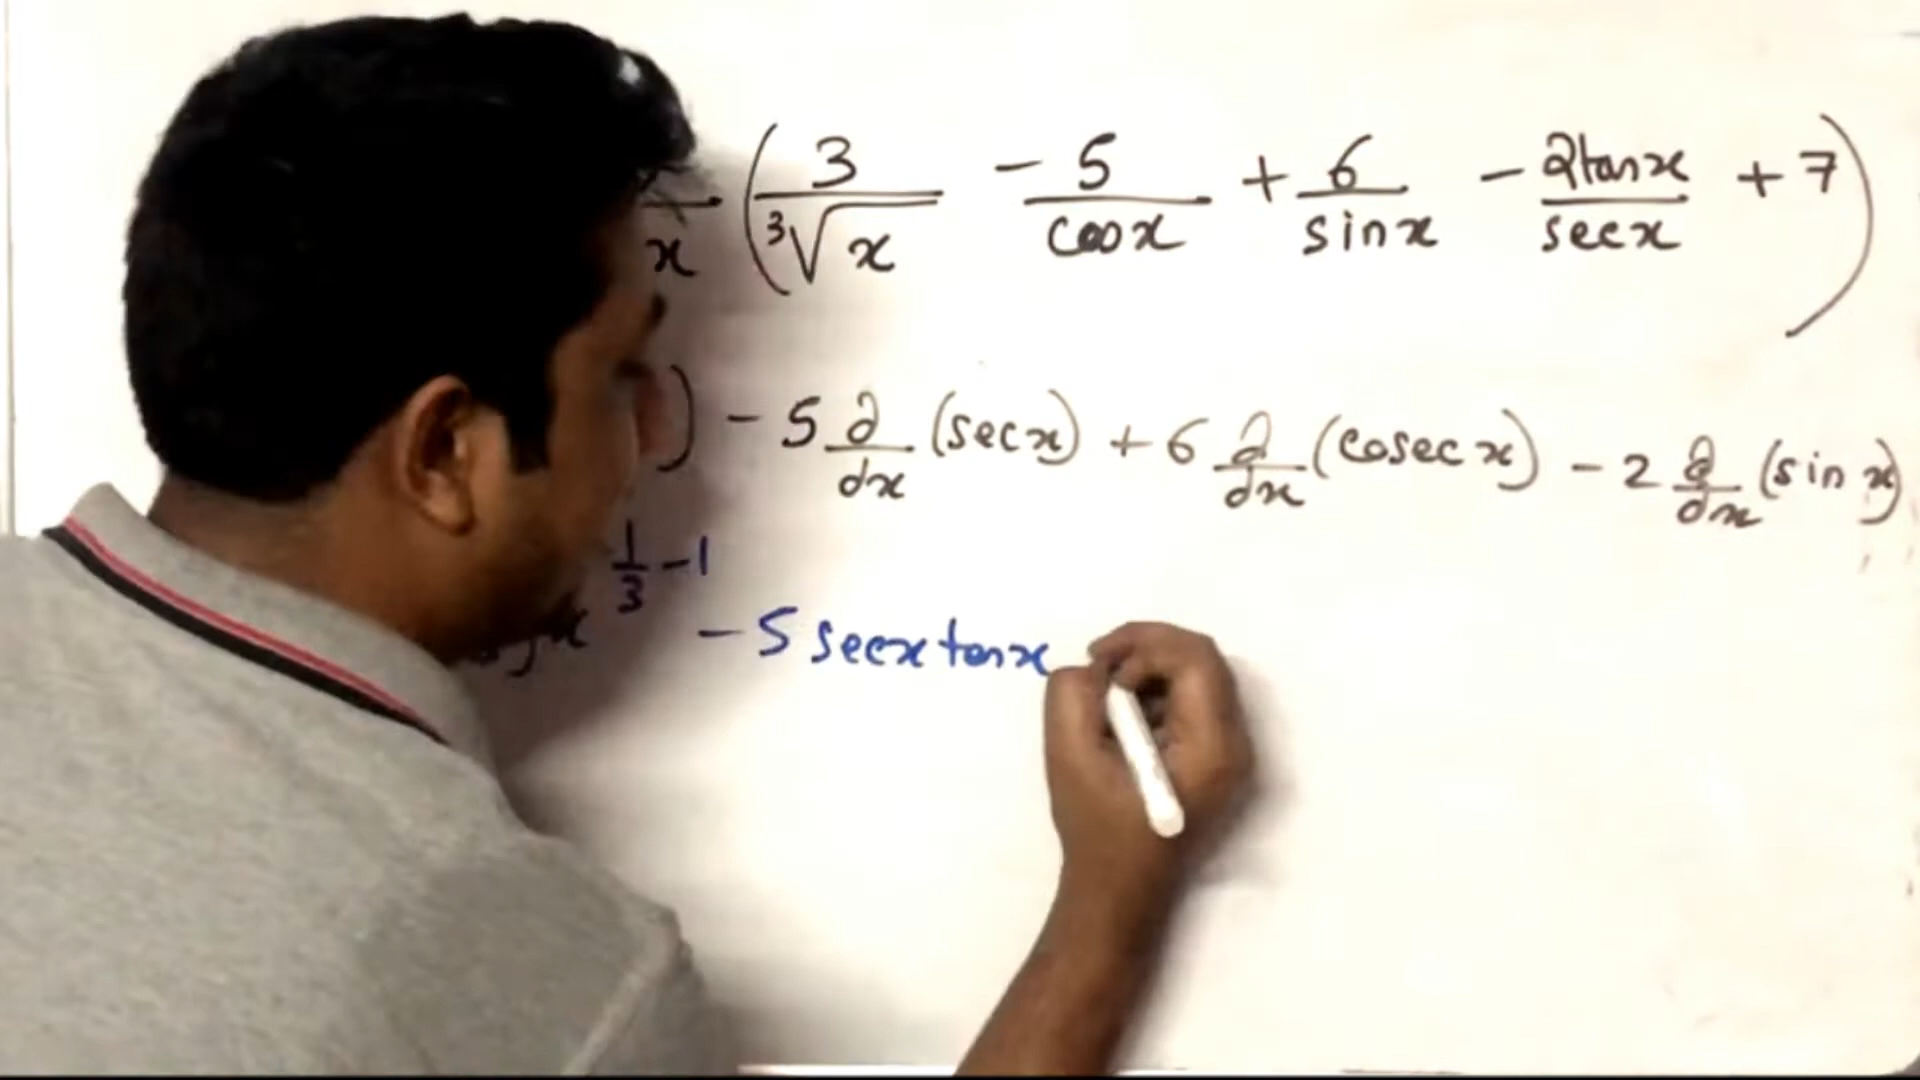 x ( 3/∛x - 5/cosx + 6/sinx - 2tanx/secx + 7 )
) - 5 d/dx (secx) + 6 d/dx (cosec x) - 2 d/dx (sin x)
x^(1/3 - 1) - 5 secx tanx